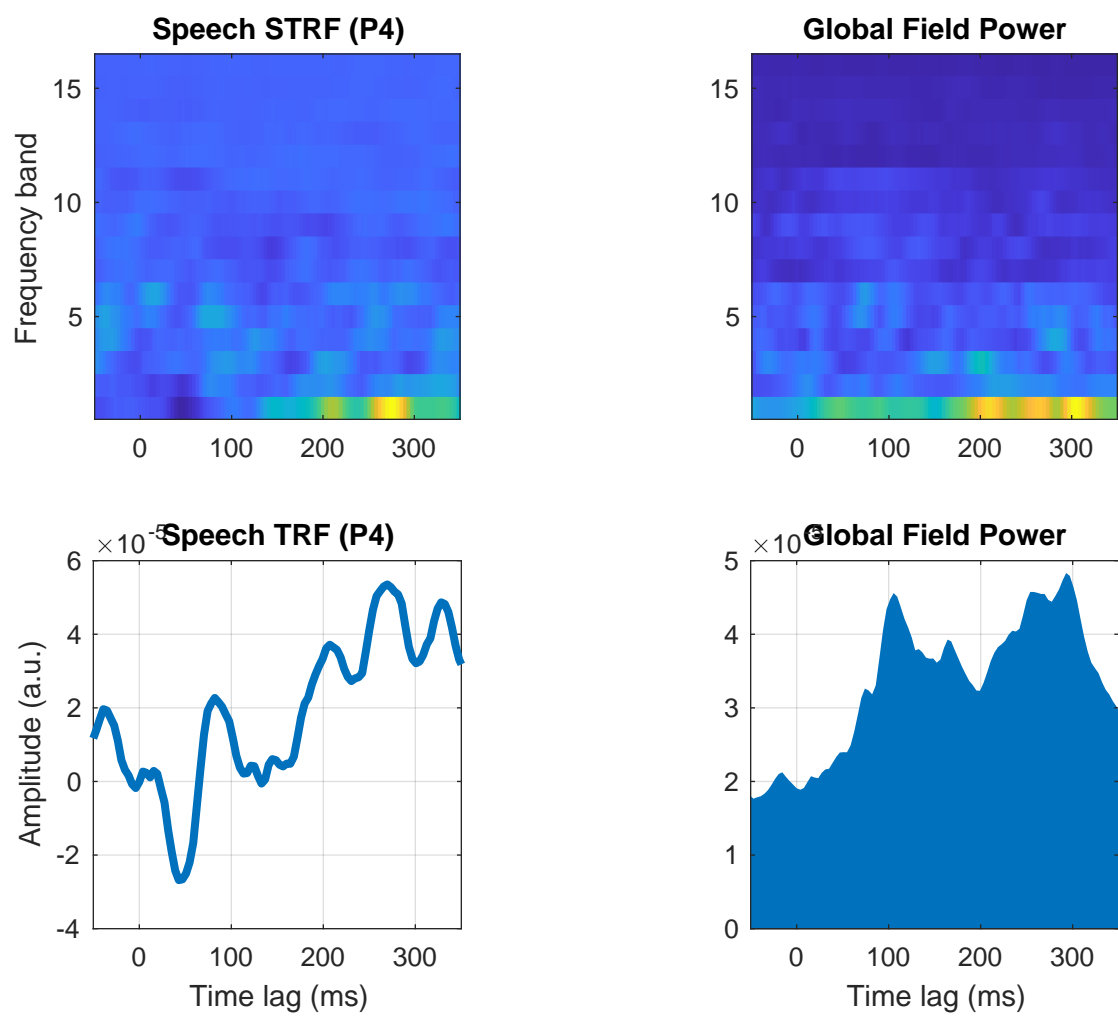 Speech STRF (P4)
Frequency band
15
10
5
0 100 200 300
Global Field Power
15
10
5
0 100 200 300
Speech TRF (P4)
×10-5
Amplitude (a.u.)
6
4
2
0
-2
-4
0 100 200 300
Time lag (ms)
Global Field Power
×10-5
5
4
3
2
1
0
0 100 200 300
Time lag (ms)